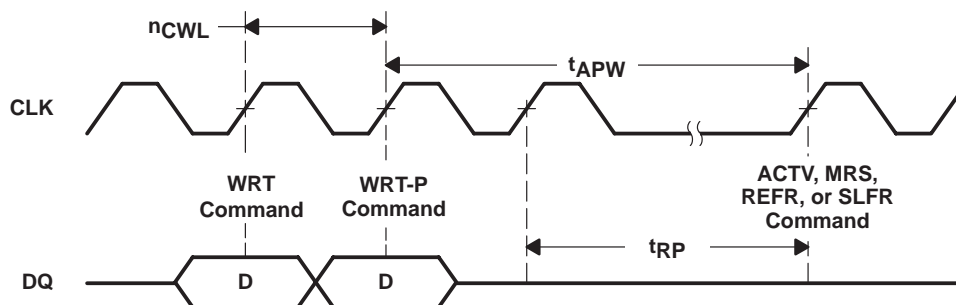 nCWL
tAPW
CLK
WRT
Command
WRT-P
Command
ACTV, MRS,
REFR, or SLFR
Command
tRP
DQ
D
D